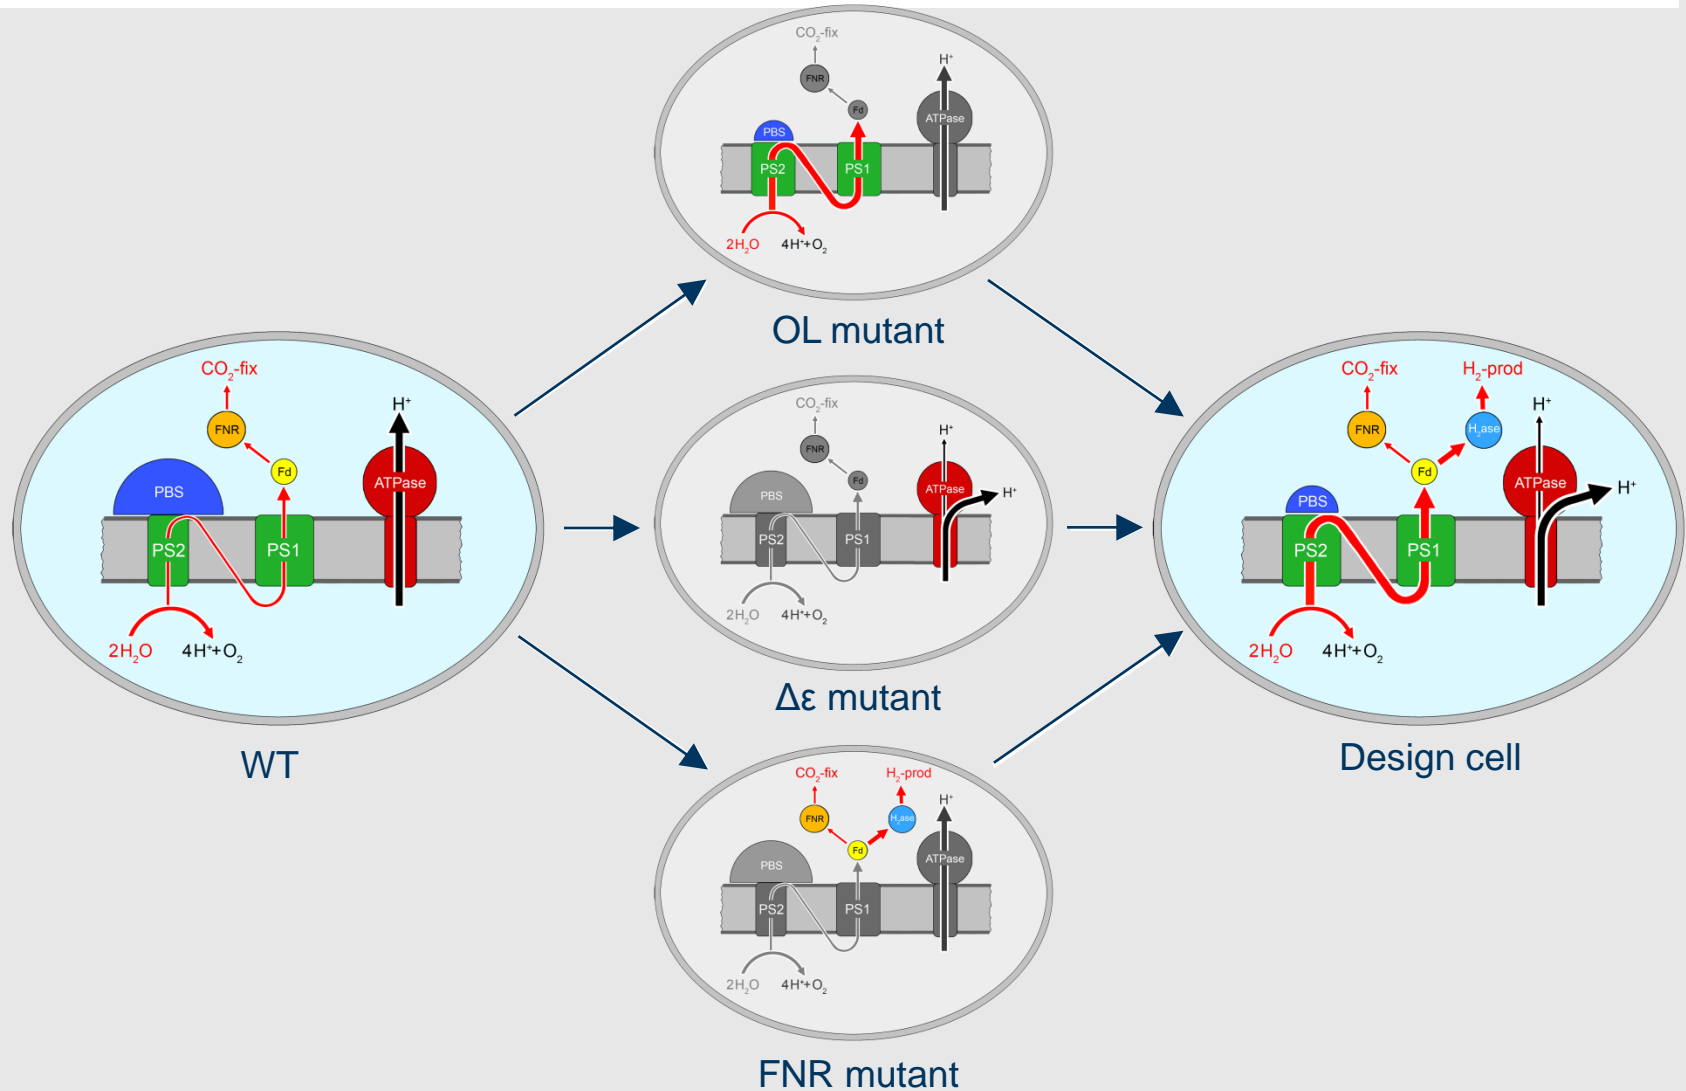 CO₂-fix
FNR
Fd
H⁺
ATPase
PBS
PS2
PS1
2H₂O
4H⁺+O₂
OL mutant
CO₂-fix
FNR
Fd
H⁺
ATPase
PBS
PS2
PS1
2H₂O
4H⁺+O₂
WT
CO₂-fix
FNR
Fd
H⁺
ATPase
H⁺
PBS
PS2
PS1
2H₂O
4H⁺+O₂
Δε mutant
CO₂-fix
H₂-prod
FNR
H₂ase
Fd
H⁺
ATPase
PBS
PS2
PS1
2H₂O
4H⁺+O₂
FNR mutant
CO₂-fix
H₂-prod
FNR
H₂ase
Fd
H⁺
ATPase
H⁺
PBS
PS2
PS1
2H₂O
4H⁺+O₂
Design cell